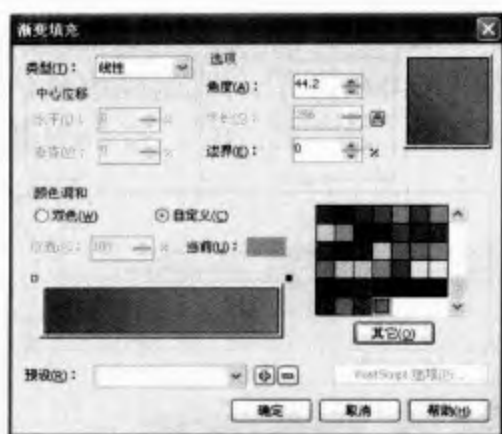 渐变填充
类型(T)： 线性
选项
角度(A)： 44.2
中心位移
水平(I)： 0 %
步长(S)： 256
垂直(V)： 0 %
边界(E)： 0 %
颜色调和
双色(W) 自定义(C)
位置(P)： 100 % 当前(U)：
其它(O)
预设(R)：
PostScript 选项(P)...
确定 取消 帮助(H)